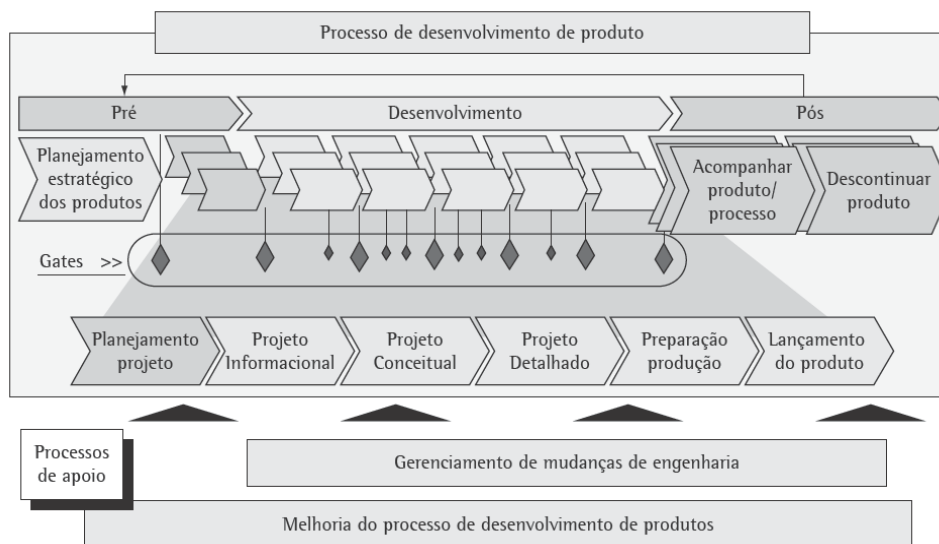 Processo de desenvolvimento de produto
Pré
Desenvolvimento
Pós
Planejamento
estratégico
dos produtos
Acompanhar
produto/
processo
Descontinuar
produto
Gates >>
Planejamento
projeto
Projeto
Informacional
Projeto
Conceitual
Projeto
Detalhado
Preparação
produção
Lançamento
do produto
Processos
de apoio
Gerenciamento de mudanças de engenharia
Melhoria do processo de desenvolvimento de produtos